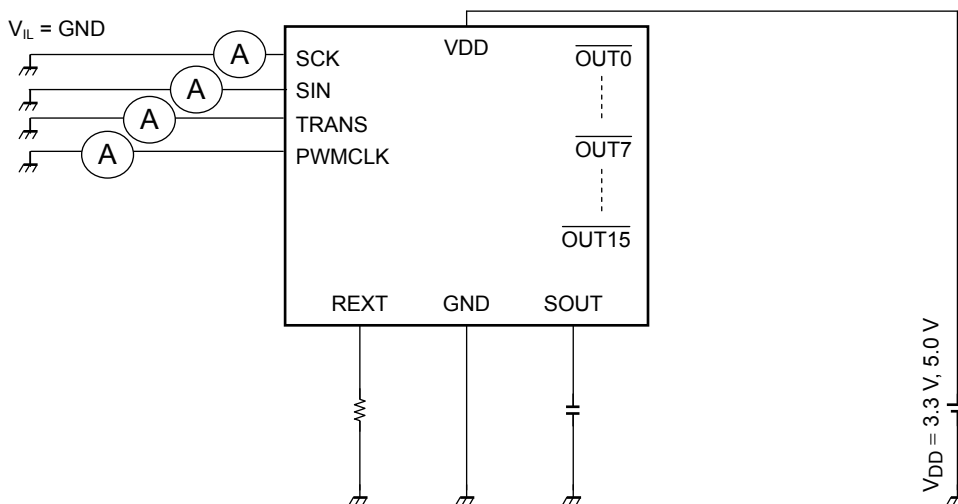 V_IL = GND
A
A
A
A
SCK
SIN
TRANS
PWMCLK
VDD
OUT0
OUT7
OUT15
REXT
GND
SOUT
V_DD = 3.3 V, 5.0 V